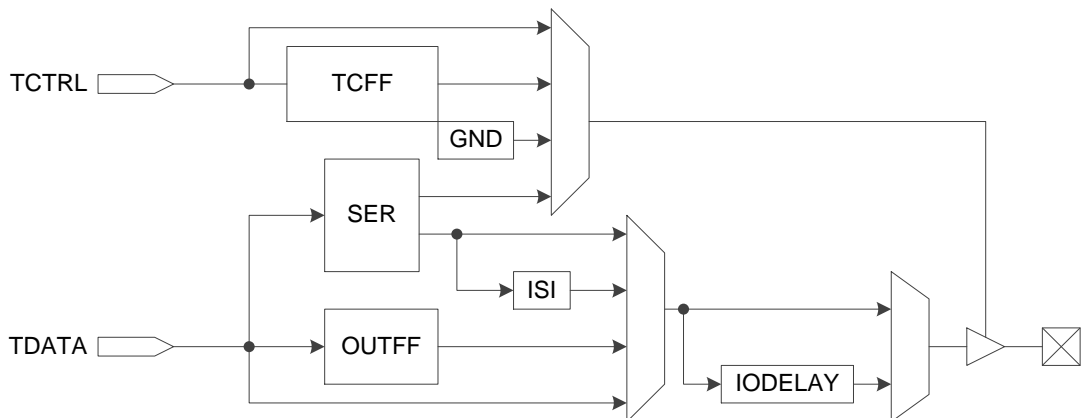 TCTRL
TCFF
GND
SER
ISI
TDATA
OUTFF
IODELAY